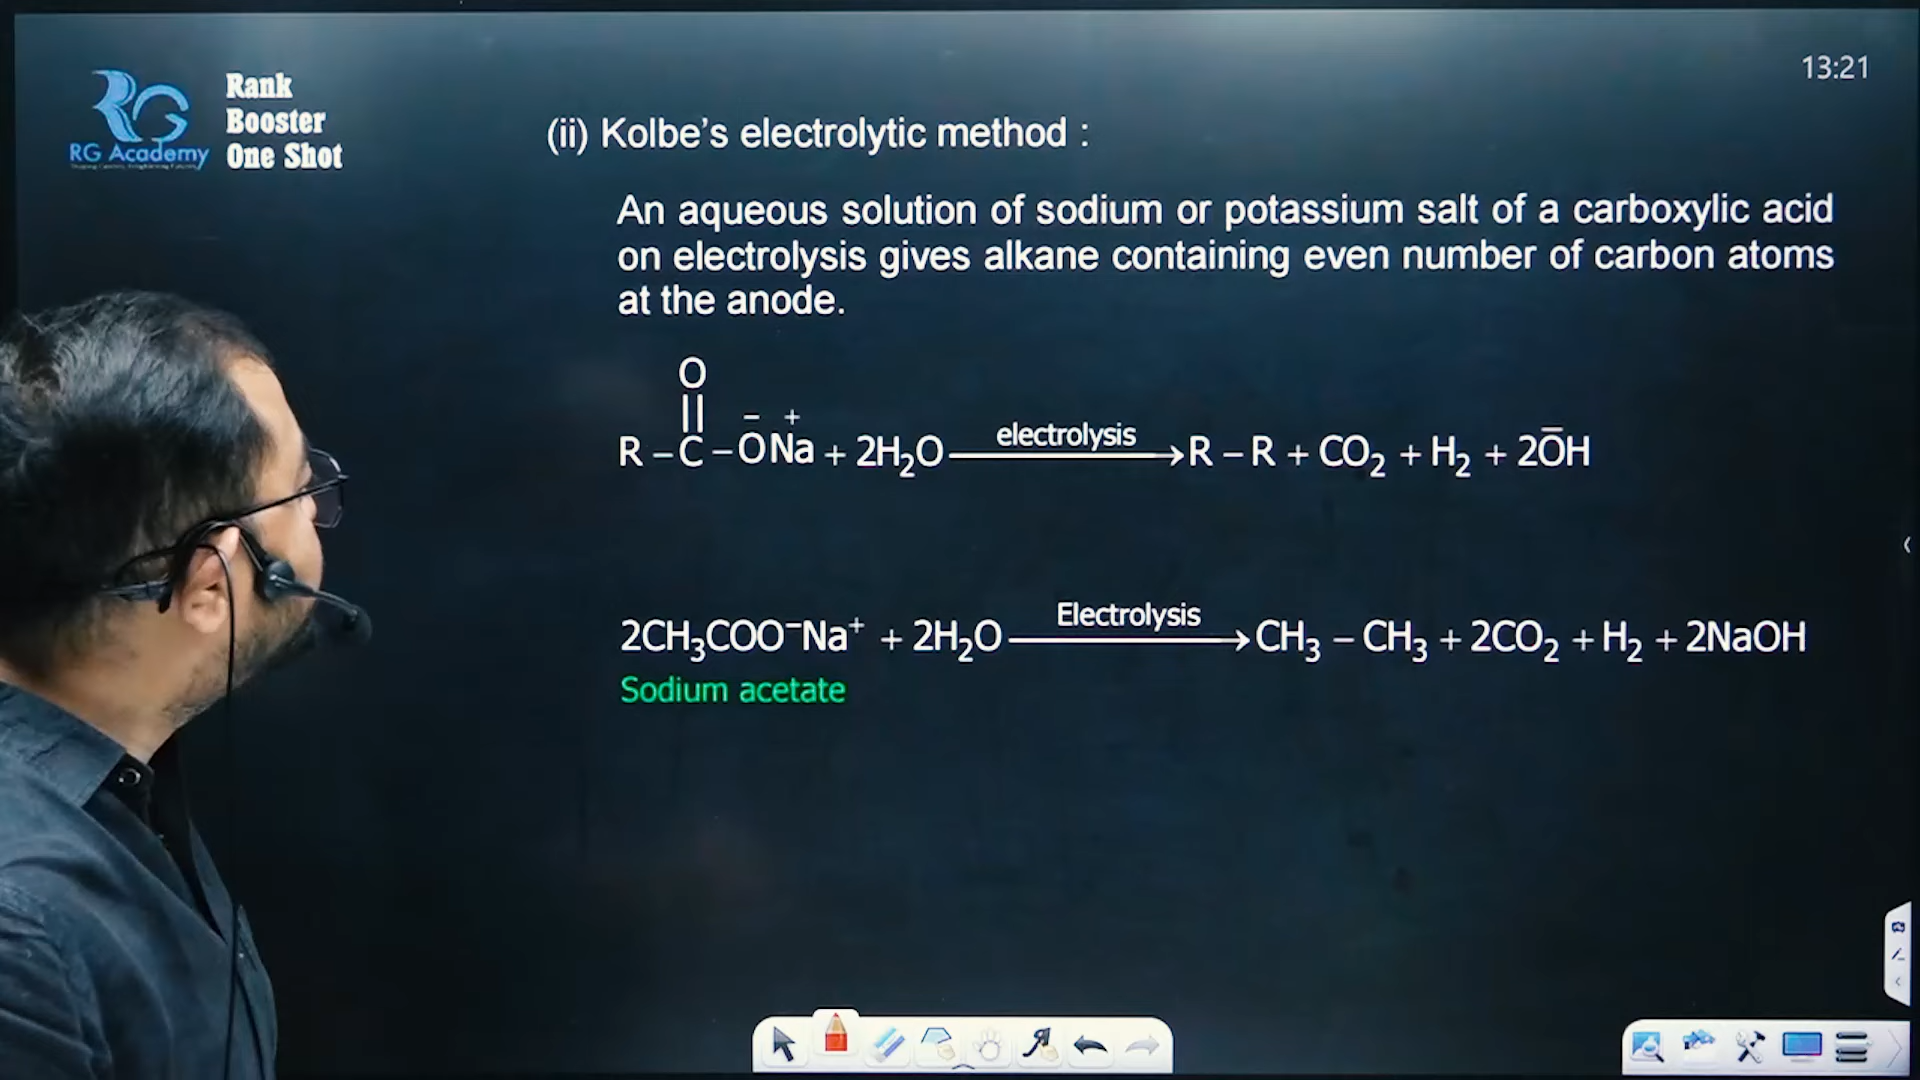 Rank
Booster
One Shot
RG Academy
13:21
(ii) Kolbe’s electrolytic method :
An aqueous solution of sodium or potassium salt of a carboxylic acid
on electrolysis gives alkane containing even number of carbon atoms
at the anode.
O
||
R – C – O⁻Na⁺ + 2H₂O —electrolysis→ R – R + CO₂ + H₂ + 2ŌH
2CH₃COO⁻Na⁺ + 2H₂O —Electrolysis→ CH₃ – CH₃ + 2CO₂ + H₂ + 2NaOH
Sodium acetate